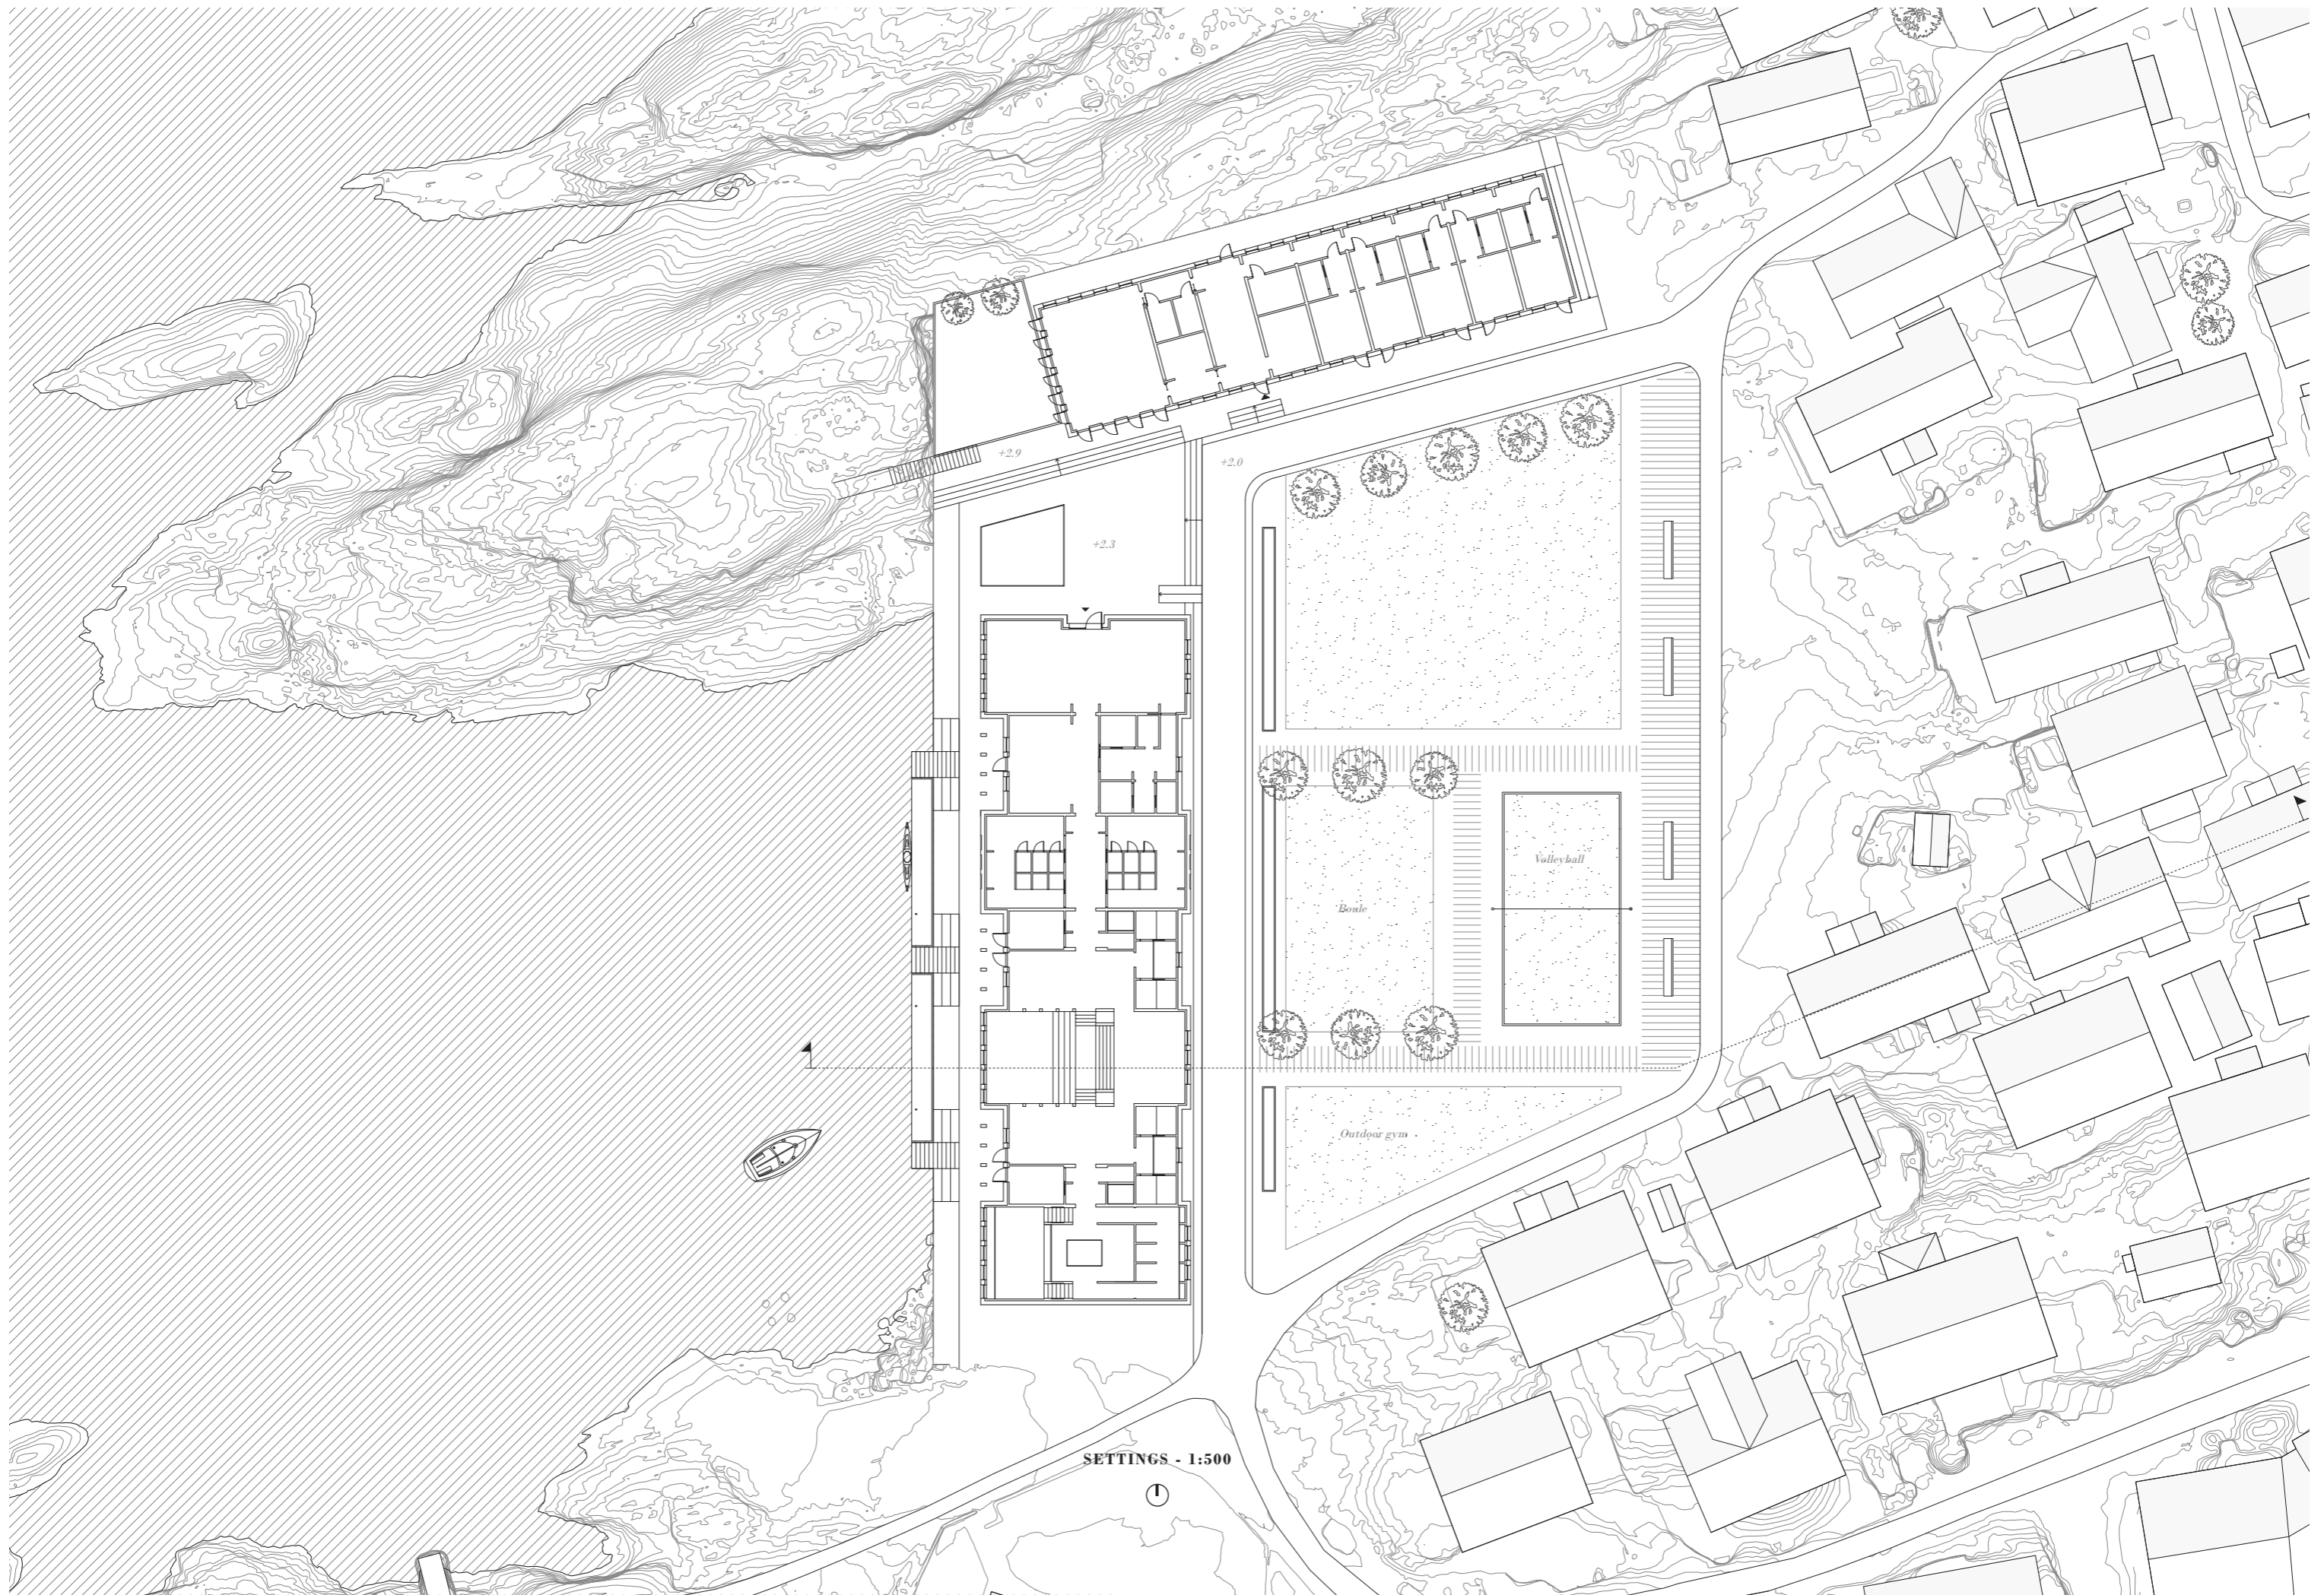 +2.9
+2.0
+2.3
Volleyball
Boule
Outdoor gym
SETTINGS - 1:500